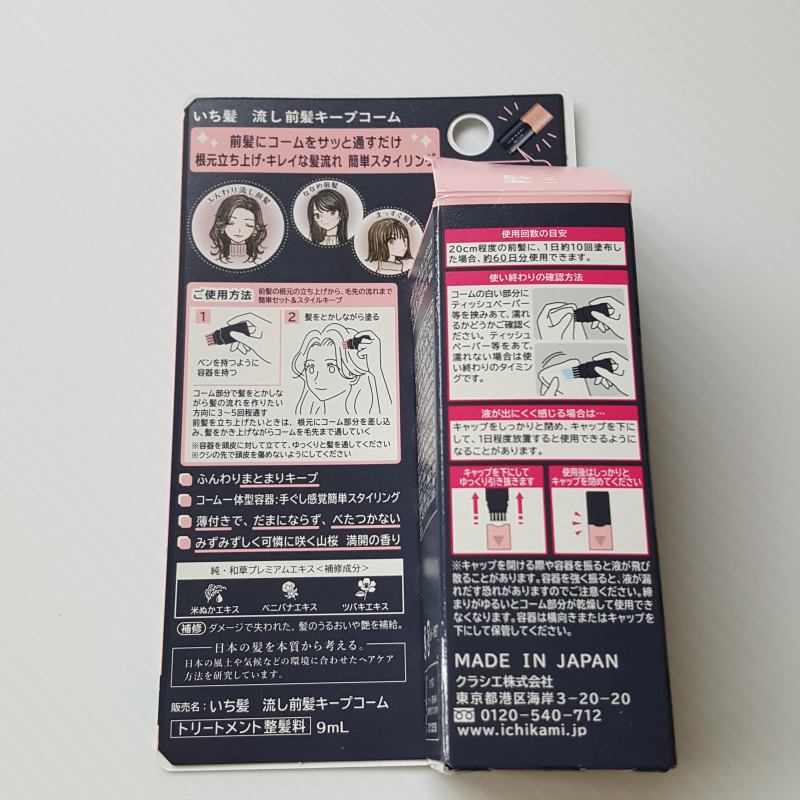 いち髪 流し前髪キープコーム
前髪にコームをサッと通すだけ
根元立ち上げ・キレイな髪流れ 簡単スタイリング
ふんわり流し前髪
ななめ前髪
まっすぐ前髪
ご使用方法
前髪の根元の立ち上げから、毛先の流れまで
簡単セット&スタイルキープ
1
ペンを持つように
容器を持つ
2 髪をとかしながら塗る
コーム部分で髪をとかしな
がら髪の流れを作りたい
方向に3~5回程通す
前髪を立ち上げたいときは、根元にコーム部分を差し込
み、髪をかき上げながらコームを毛先まで通していく
※容器を頭皮に対して立てて、ゆっくりと髪を通してください
※クシの先で頭皮を傷めないようにしてください
ふんわりまとまりキープ
コーム一体型容器:手ぐし感覚簡単スタイリング
薄付きで、だまにならず、べたつかない
みずみずしく可憐に咲く山桜 満開の香り
純・和草プレミアムエキス<補修成分>
米ぬかエキス
ベニバナエキス
ツバキエキス
補修 ダメージで失われた、髪のうるおいや艶を補給。
日本の髪を本質から考える。
日本の風土や気候などの環境に合わせたヘアケア
方法を研究しています。
販売名:いち髪 流し前髪キープコーム
トリートメント整髪料 9mL
使用回数の目安
20cm程度の前髪に、1日約10回塗布し
た場合、約60日分使用できます。
使い終わりの確認方法
コームの白い部分に
ティッシュペーパー
等を挟みあて、濡れ
るかどうかご確認く
ださい。ティッシュ
ペーパー等をあて、
濡れない場合は使
い終わりのタイミン
グです。
液が出にくく感じる場合は…
キャップをしっかりと閉め、キャップを下に
して、1日程度放置すると使用できるように
なることがあります。
キャップを下にして
ゆっくり引き抜きます
使用後はしっかりと
キャップを閉めてください
※キャップを開ける際や容器を振ると液が飛び
散ることがあります。容器を強く振ると、液が漏
れだす恐れがありますのでご注意ください。締
まりがゆるいとコーム部分が乾燥して使用でき
なくなります。容器は横向きまたはキャップを
下にして保管してください。
MADE IN JAPAN
クラシエ株式会社
東京都港区海岸3-20-20
0120-540-712
www.ichikami.jp